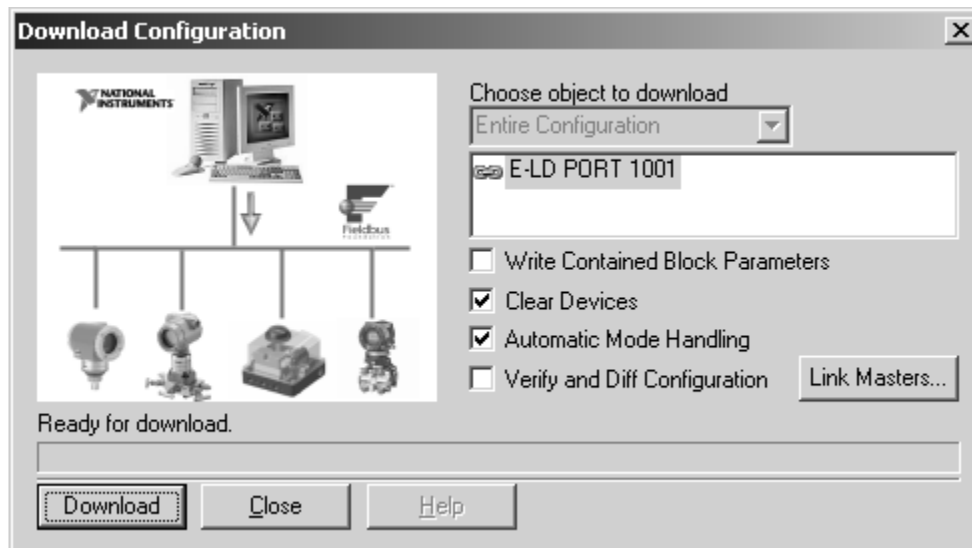 Download Configuration
NATIONAL
INSTRUMENTS
Fieldbus
FOUNDATION
Choose object to download
Entire Configuration
E-LD PORT 1001
Write Contained Block Parameters
Clear Devices
Automatic Mode Handling
Verify and Diff Configuration
Link Masters...
Ready for download.
Download
Close
Help